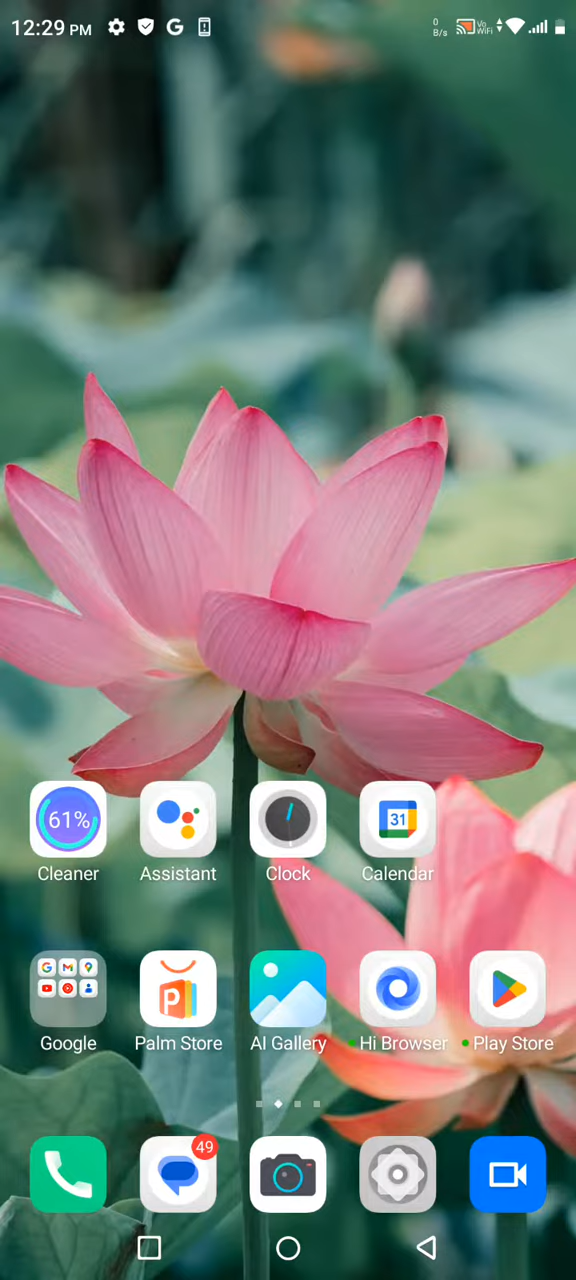 12:29 PM
0 B/s
Vo WiFi
61%
31
Cleaner
Assistant
Clock
Calendar
Google
Palm Store
AI Gallery
Hi Browser
Play Store
49